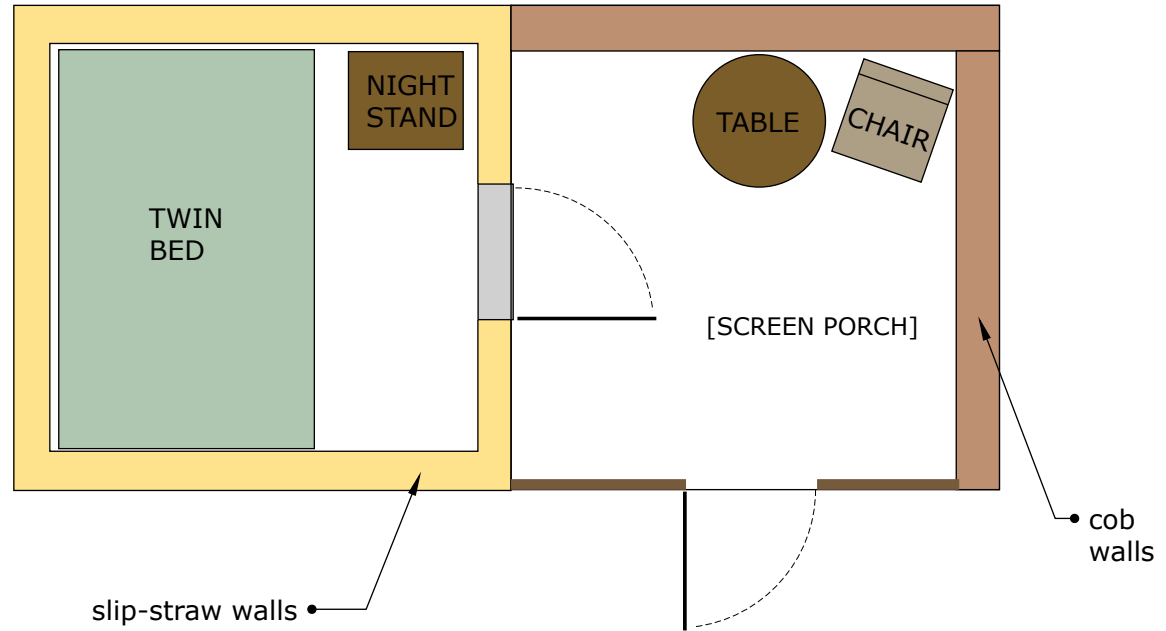 NIGHT
STAND
TABLE
CHAIR
TWIN
BED
[SCREEN PORCH]
cob
walls
slip-straw walls